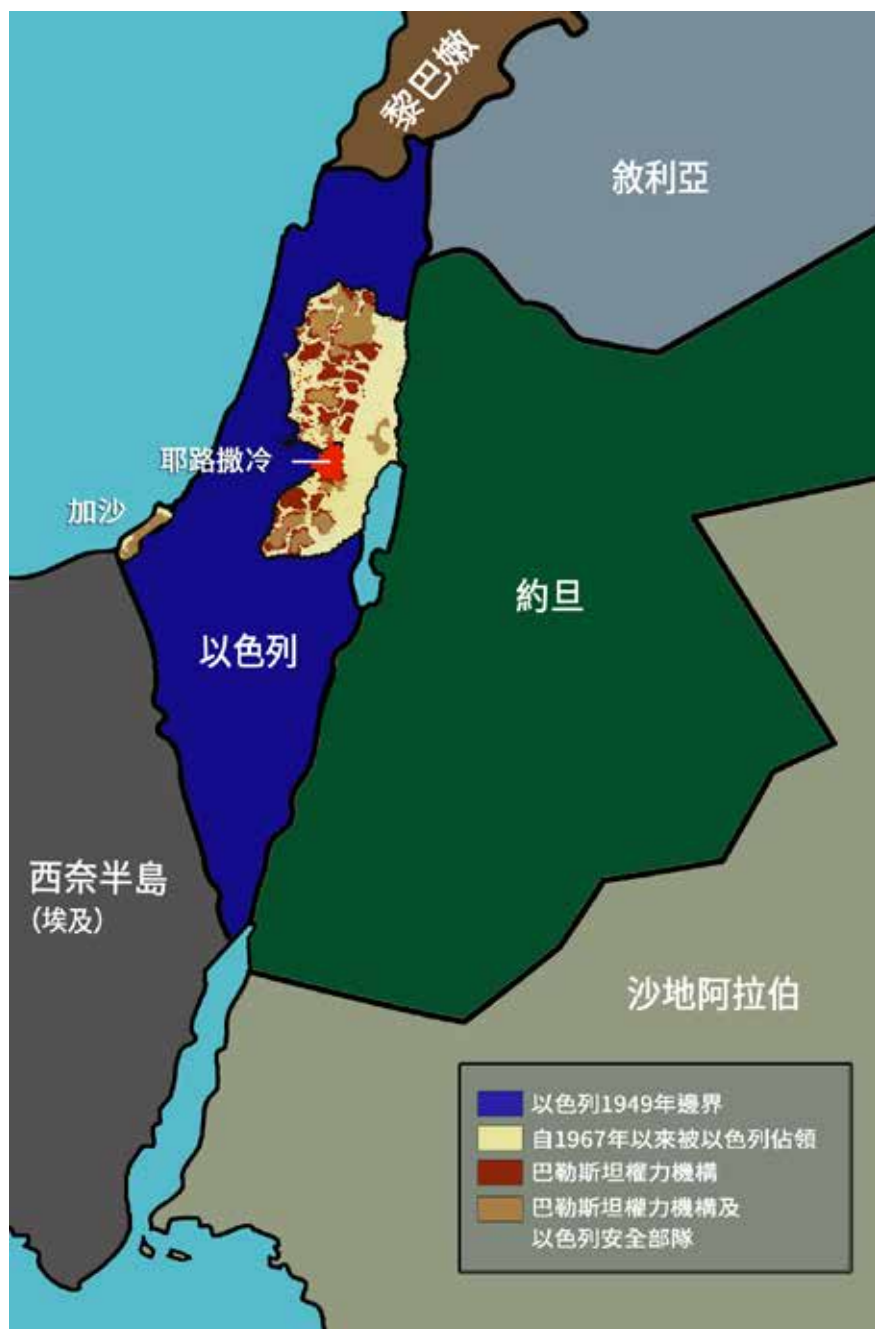 黎巴嫩
敘利亞
耶路撒冷
加沙
約旦
以色列
西奈半島
(埃及)
沙地阿拉伯
以色列1949年邊界
自1967年以來被以色列佔領
巴勒斯坦權力機構
巴勒斯坦權力機構及
以色列安全部隊